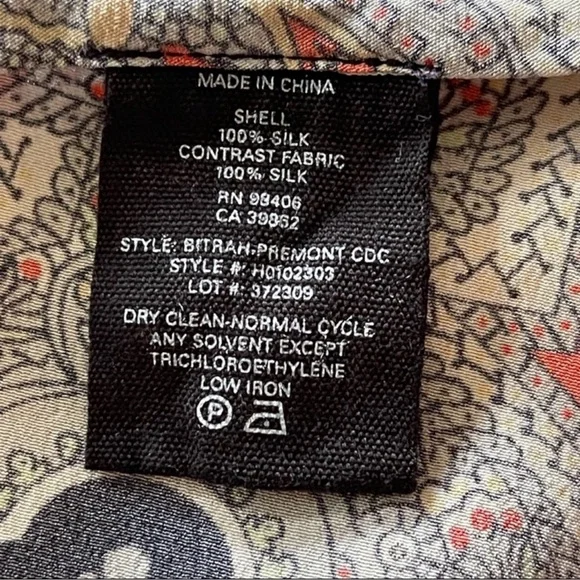 MADE IN CHINA
SHELL
100% SILK
CONTRAST FABRIC
100% SILK
RN 98406
CA 39852
STYLE: BITRAH-PREMONT CDC
STYLE #: H0102303
LOT #: 372309
DRY CLEAN-NORMAL CYCLE
ANY SOLVENT EXCEPT
TRICHLOROETHYLENE
LOW IRON
P